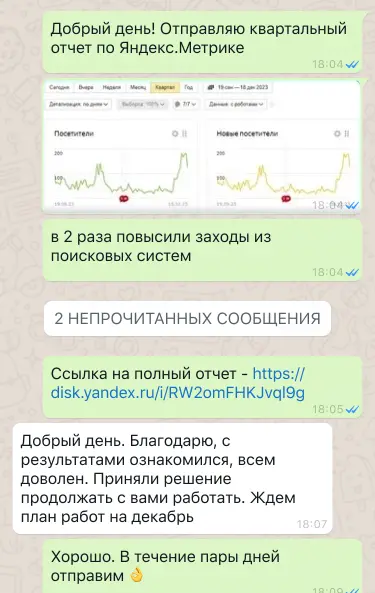 Добрый день! Отправляю квартальный
отчет по Яндекс.Метрике
18:04
Сегодня Вчера Неделя Месяц Квартал Год 19 сен — 18 дек 2023
Детализация: по дням Выборка: 100% 7/7 Данные: с роботами
Посетители Новые посетители
200 200
100 100
18:04
в 2 раза повысили заходы из
поисковых систем
18:04
2 НЕПРОЧИТАННЫХ СООБЩЕНИЯ
Ссылка на полный отчет - https://
disk.yandex.ru/i/RW2omFHKJvqI9g
18:05
Добрый день. Благодарю, с
результатами ознакомился, всем
доволен. Приняли решение
продолжать с вами работать. Ждем
план работ на декабрь
18:07
Хорошо. В течение пары дней
отправим 👌
18:09